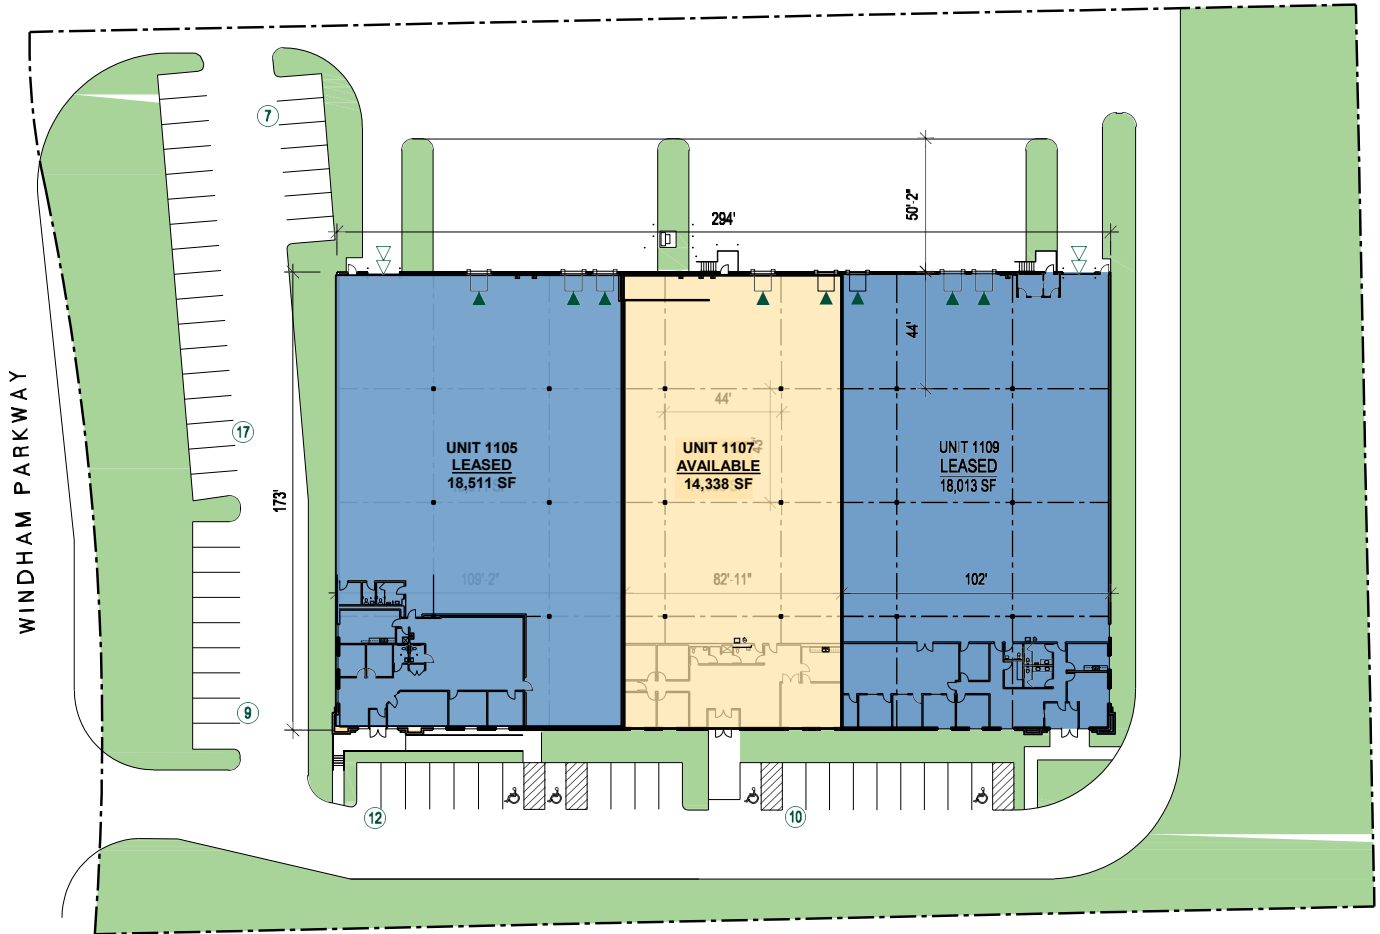 7
50'-2"
294'
44'
WINDHAM PARKWAY
17
173'
44'
UNIT 1105
LEASED
18,511 SF
UNIT 1107
AVAILABLE
14,338 SF
UNIT 1109
LEASED
18,013 SF
109'-2"
82'-11"
102'
9
12
10